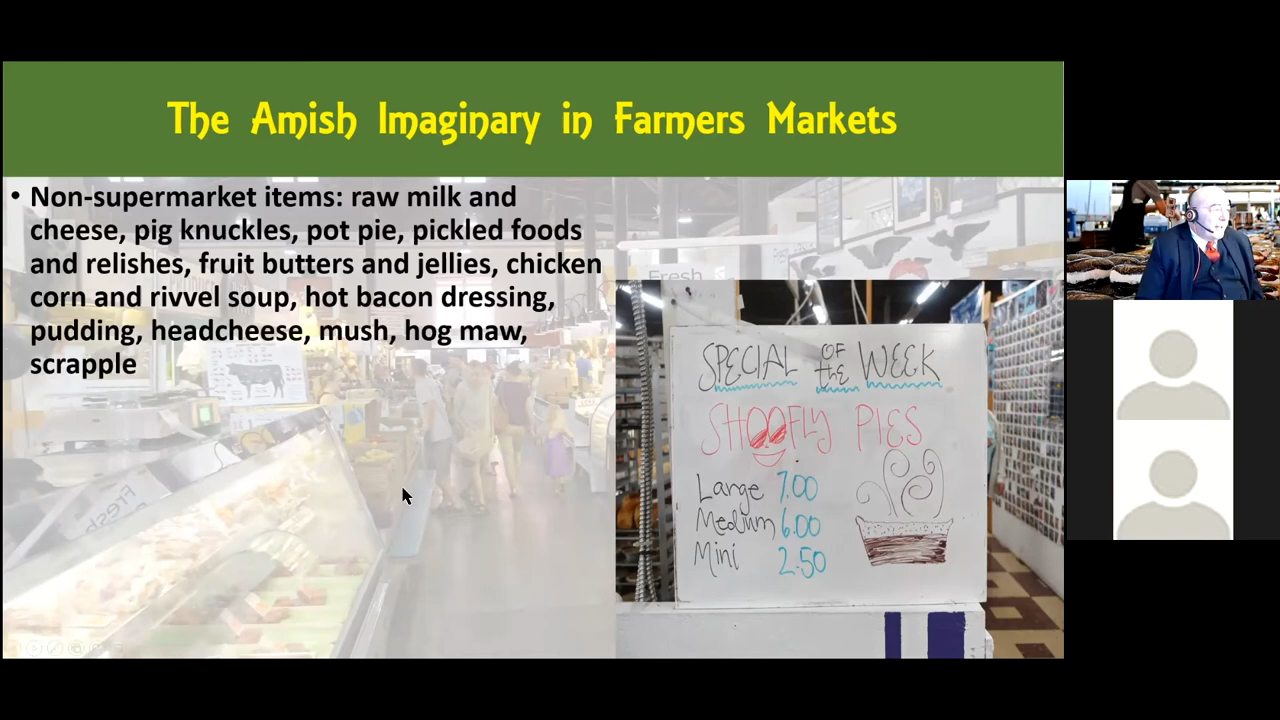 The Amish Imaginary in Farmers Markets
• Non-supermarket items: raw milk and
cheese, pig knuckles, pot pie, pickled foods
and relishes, fruit butters and jellies, chicken
corn and rivvel soup, hot bacon dressing,
pudding, headcheese, mush, hog maw,
scrapple
Fresh
Fresh
SPECIAL OF the WEEK
SHOOFLY PIES
Large 7.00
Medium 6.00
Mini 2.50